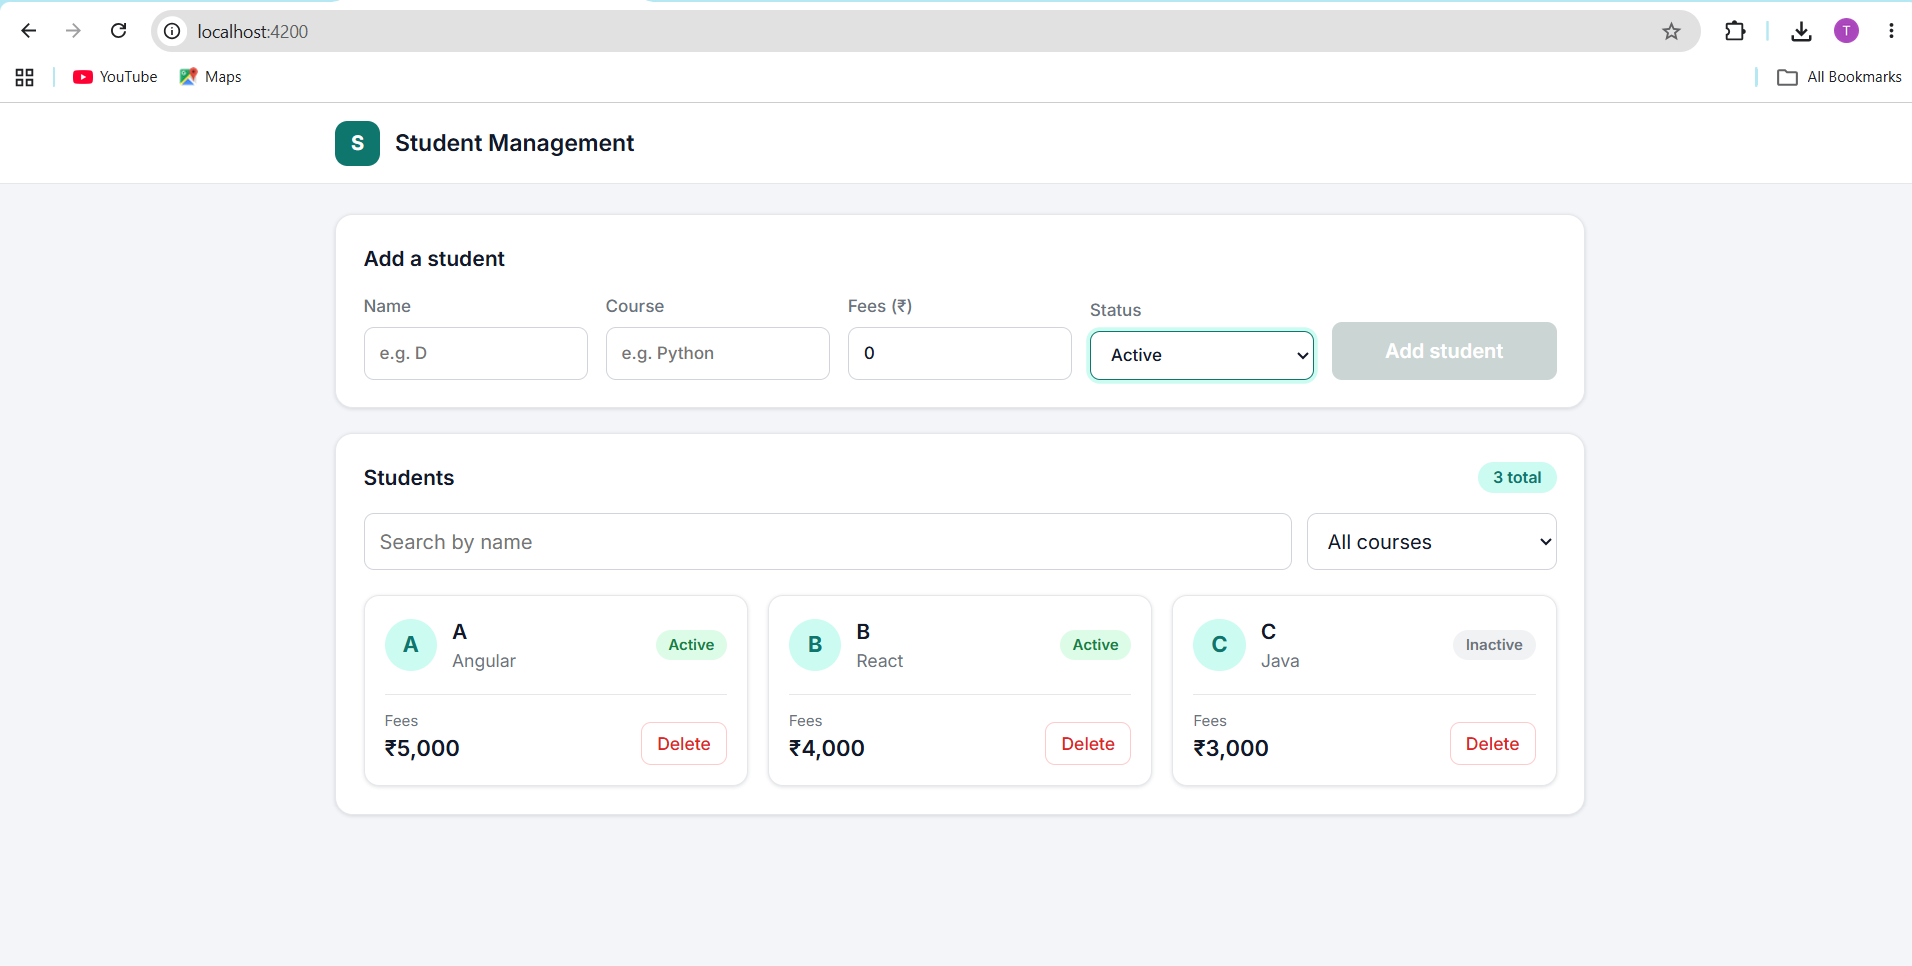 localhost:4200
T
YouTube
Maps
All Bookmarks
S
Student Management
Add a student
Name
Course
Fees (₹)
Status
e.g. D
e.g. Python
0
Active
Add student
Students
3 total
Search by name
All courses
A
A
Angular
Active
Fees
₹5,000
Delete
B
B
React
Active
Fees
₹4,000
Delete
C
C
Java
Inactive
Fees
₹3,000
Delete